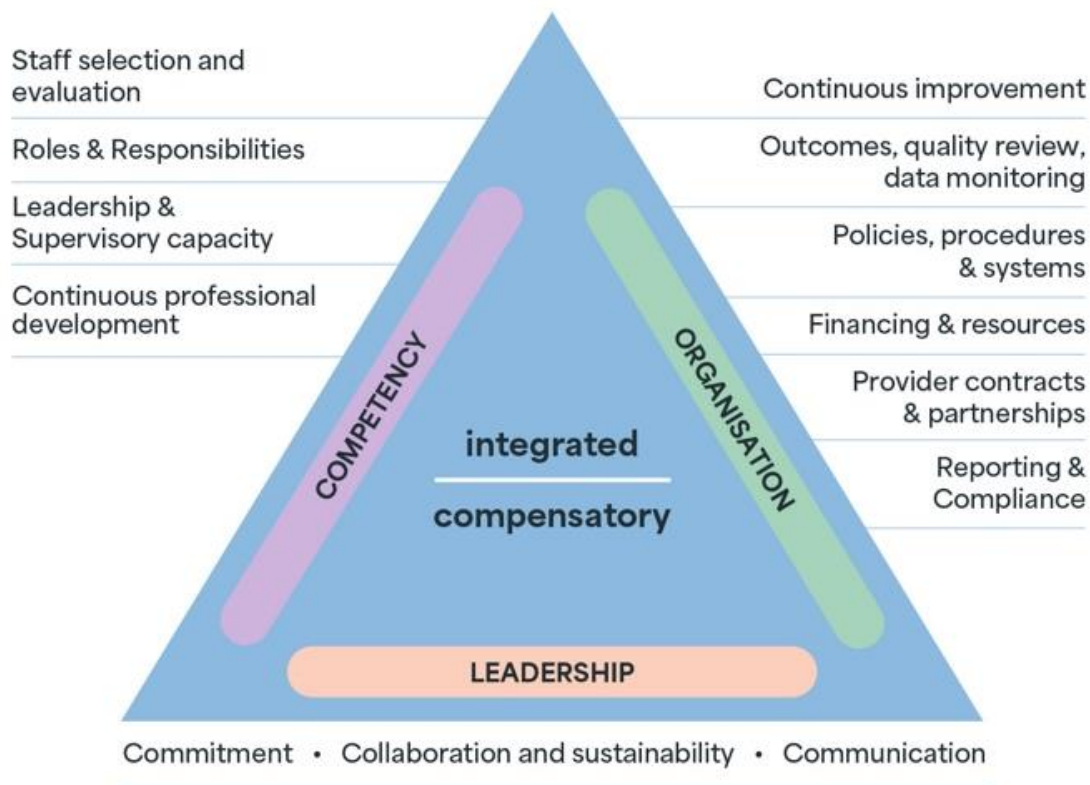 Staff selection and
evaluation
Roles & Responsibilities
Leadership &
Supervisory capacity
Continuous professional
development
Continuous improvement
Outcomes, quality review,
data monitoring
Policies, procedures
& systems
Financing & resources
Provider contracts
& partnerships
Reporting &
Compliance
COMPETENCY
ORGANISATION
integrated
compensatory
LEADERSHIP
Commitment • Collaboration and sustainability • Communication